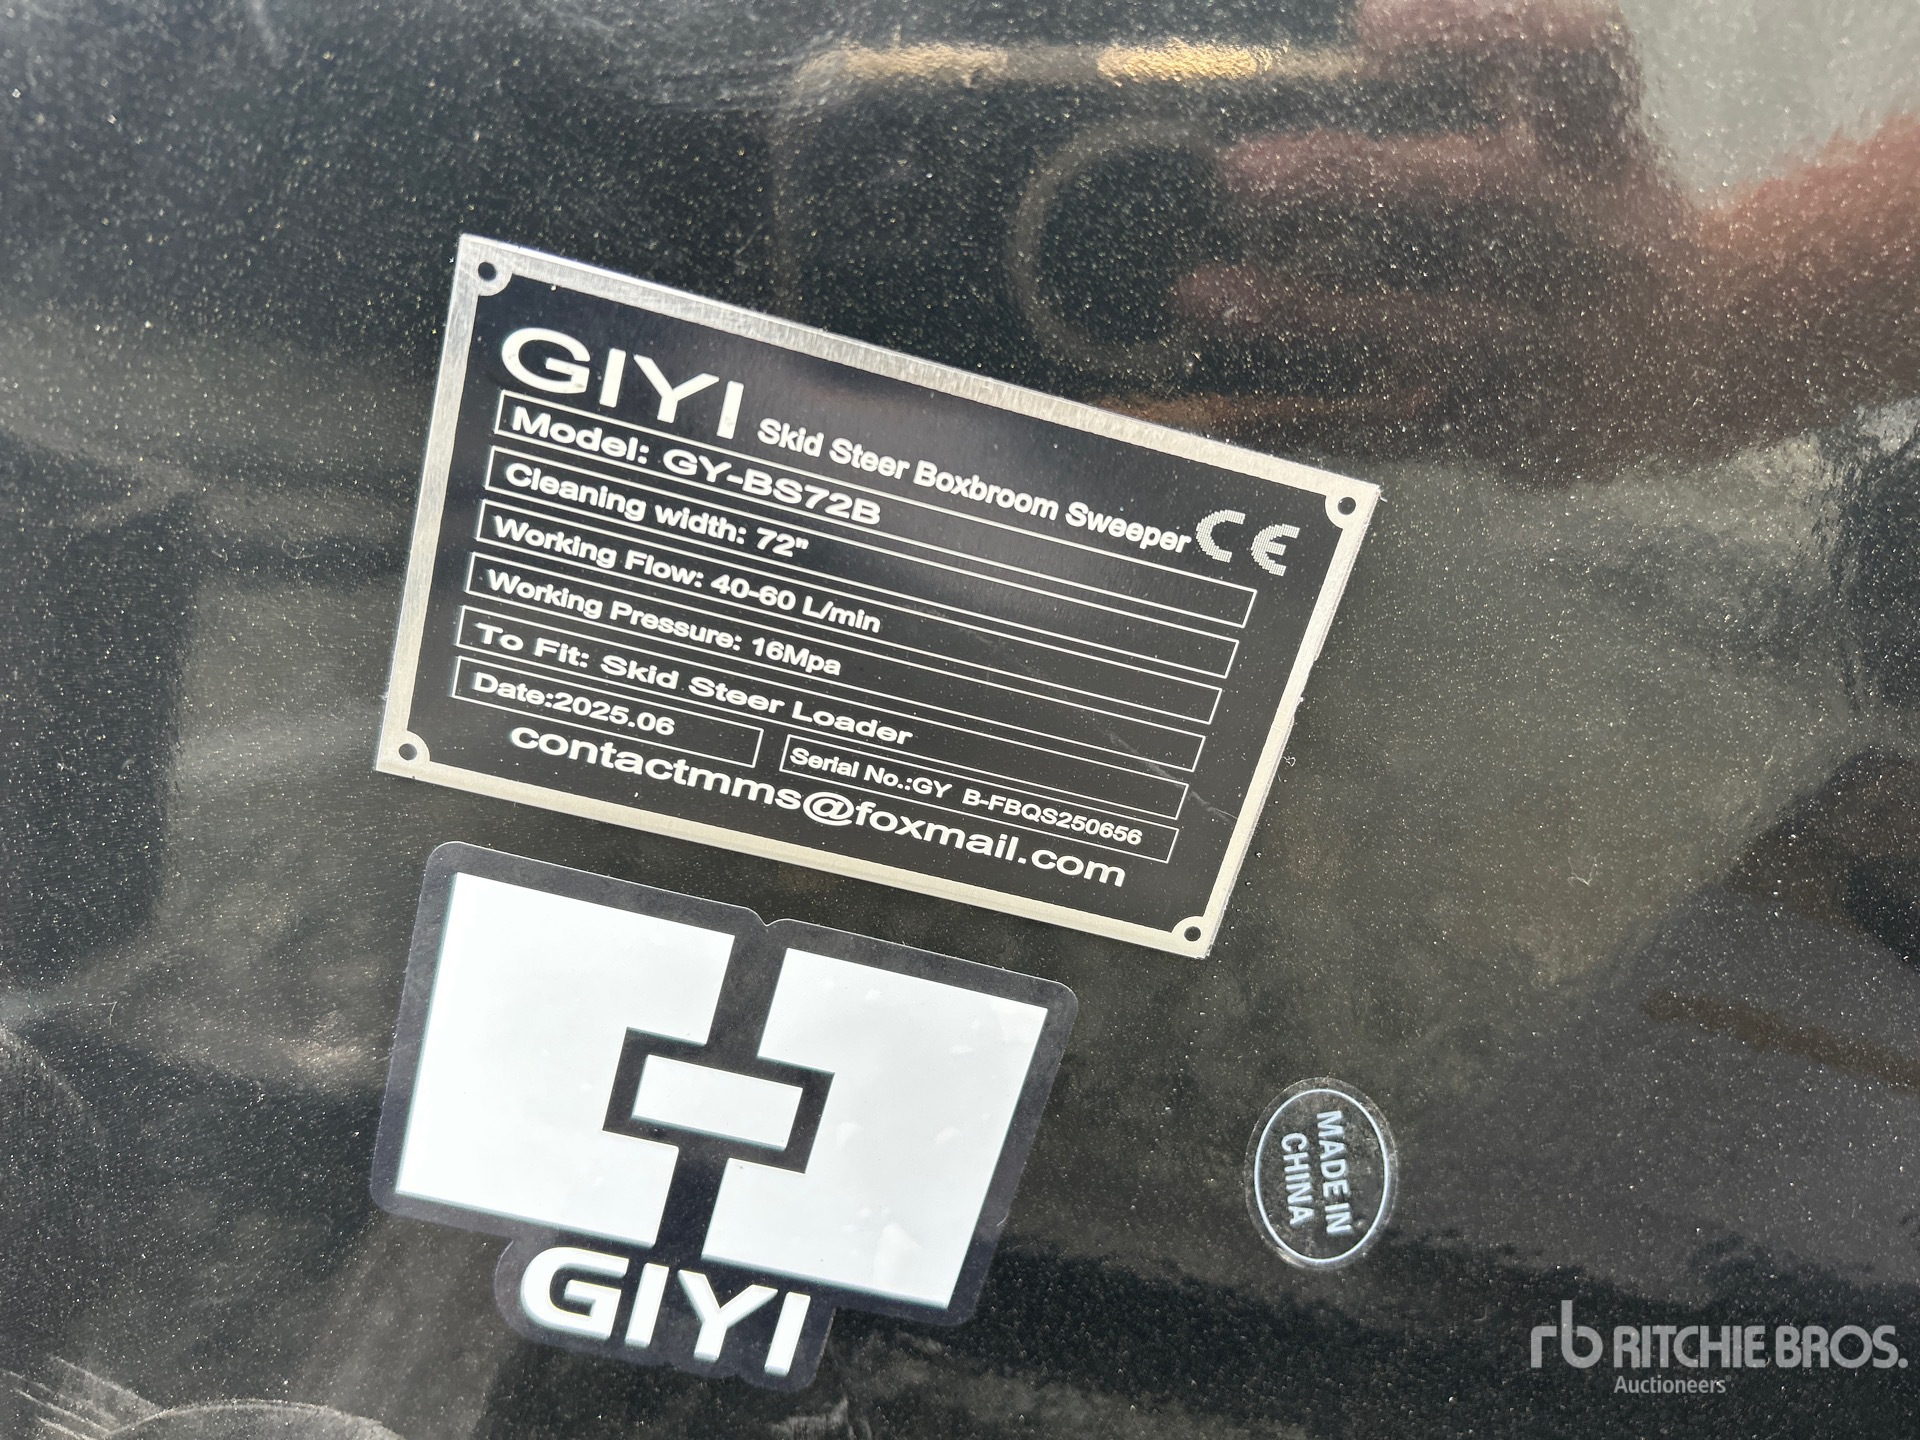 GIYI Skid Steer Boxbroom Sweeper CE
Model: GY-BS72B
Cleaning width: 72"
Working Flow: 40-60 L/min
Working Pressure: 16Mpa
To Fit: Skid Steer Loader
Date:2025.06
Serial No.:GY B-FBQS250656
contactmms@foxmail.com
GIYI
MADE IN
CHINA
rb RITCHIE BROS.
Auctioneers